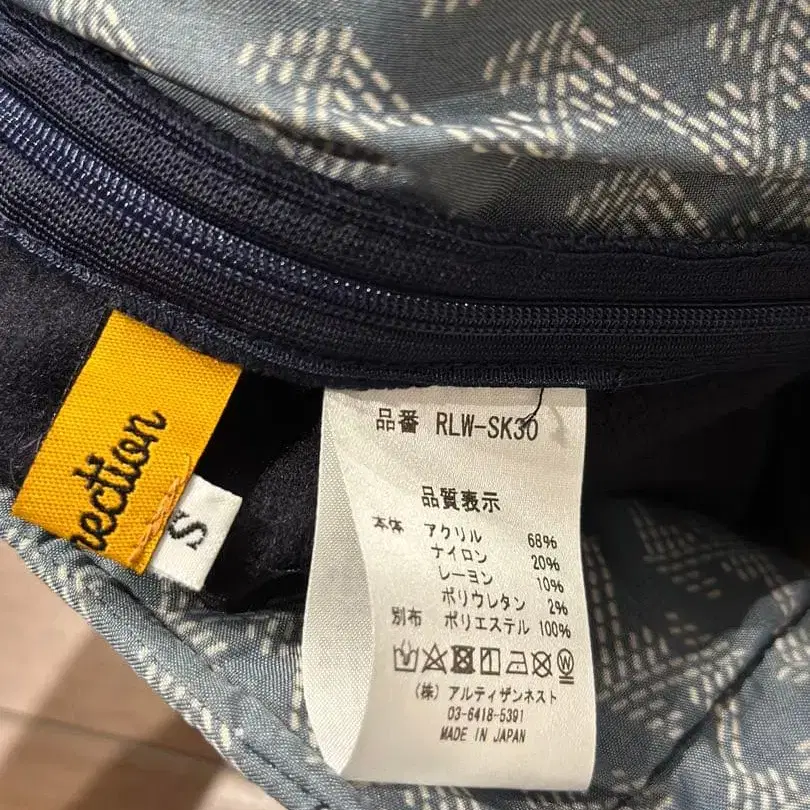 nection
S
品番 RLW-SK30
品質表示
本体 アクリル 68%
ナイロン 20%
レーヨン 10%
ポリウレタン 2%
別布 ポリエステル 100%
(株) アルティザンネスト
03-6418-5391
MADE IN JAPAN